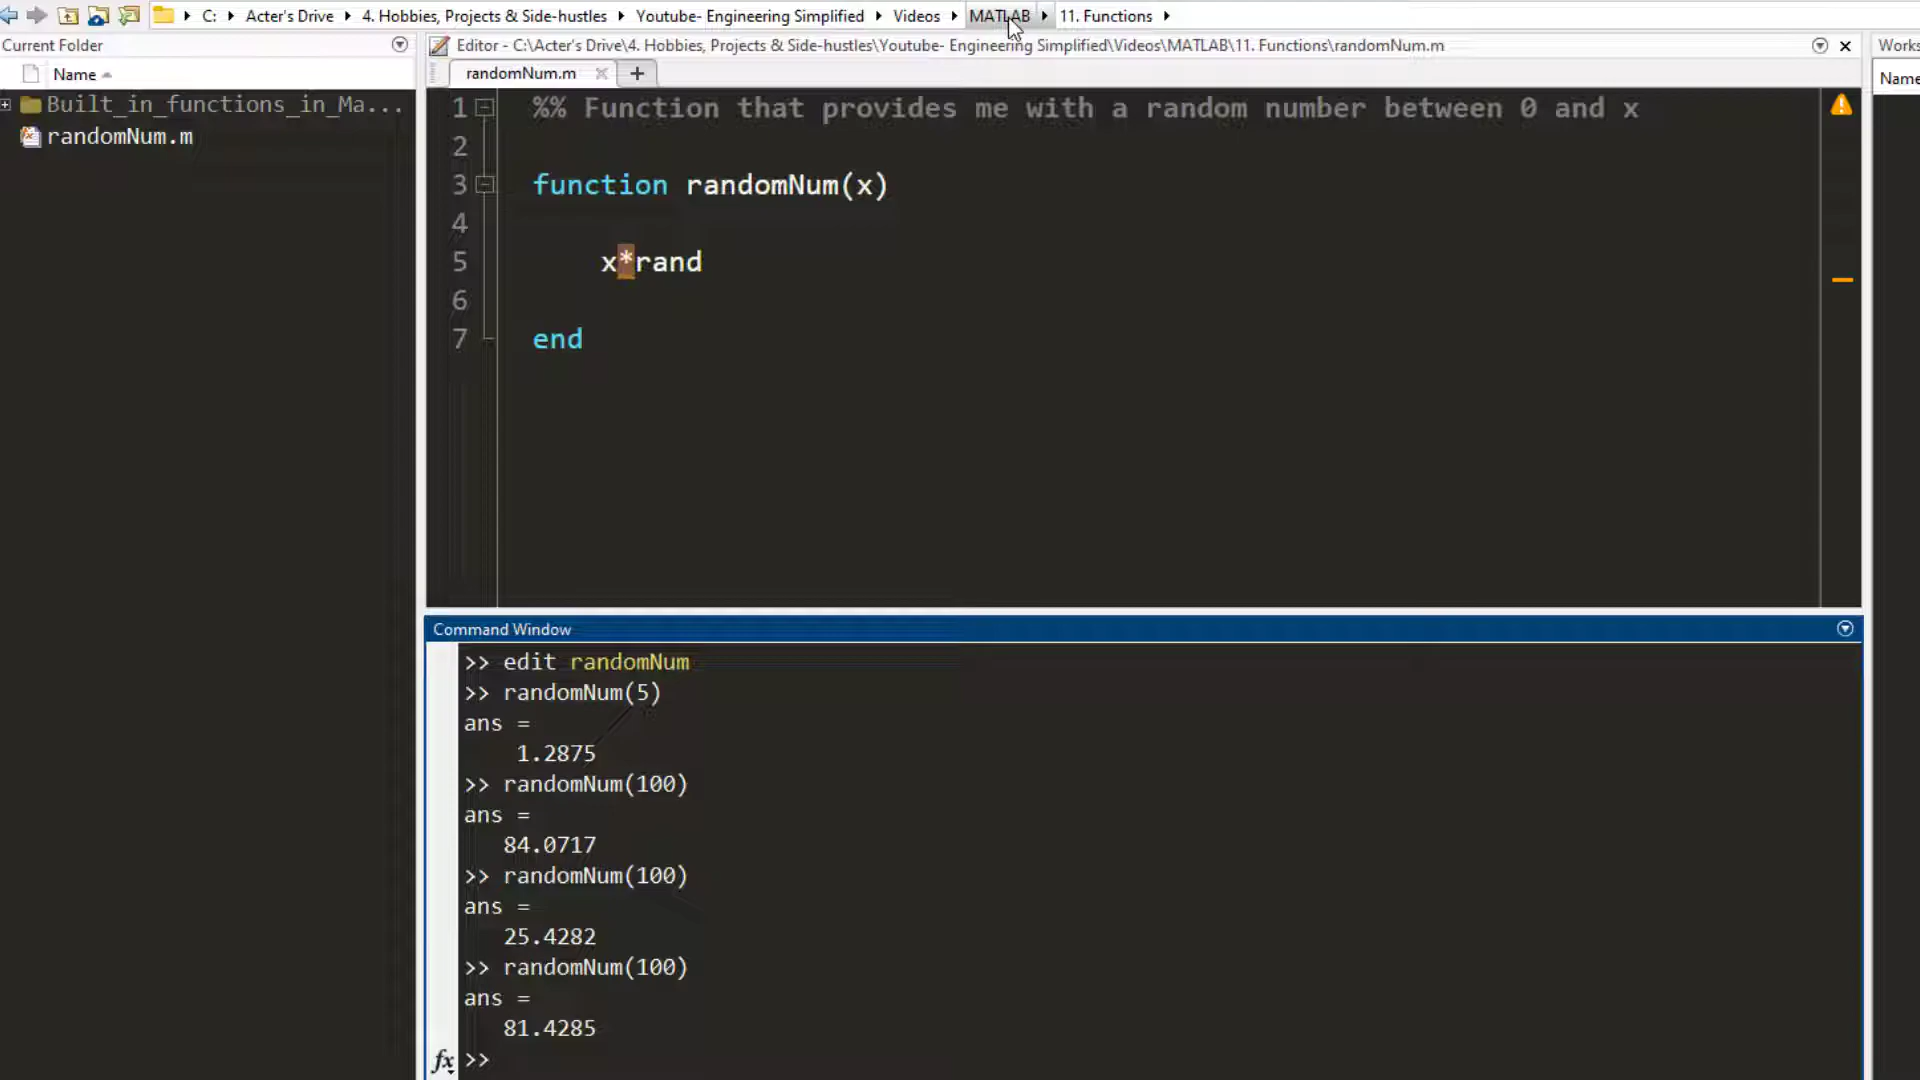 C: Acter's Drive 4. Hobbies, Projects & Side-hustles Youtube- Engineering Simplified Videos MATLAB 11. Functions
Current Folder
Name
Built_in_functions_in_Ma...
randomNum.m
Editor - C:\Acter's Drive\4. Hobbies, Projects & Side-hustles\Youtube- Engineering Simplified\Videos\MATLAB\11. Functions\randomNum.m
randomNum.m
1 %% Function that provides me with a random number between 0 and x
2
3 function randomNum(x)
4
5 x*rand
6
7 end
Command Window
>> edit randomNum
>> randomNum(5)
ans =
1.2875
>> randomNum(100)
ans =
84.0717
>> randomNum(100)
ans =
25.4282
>> randomNum(100)
ans =
81.4285
fx >>
Works
Name